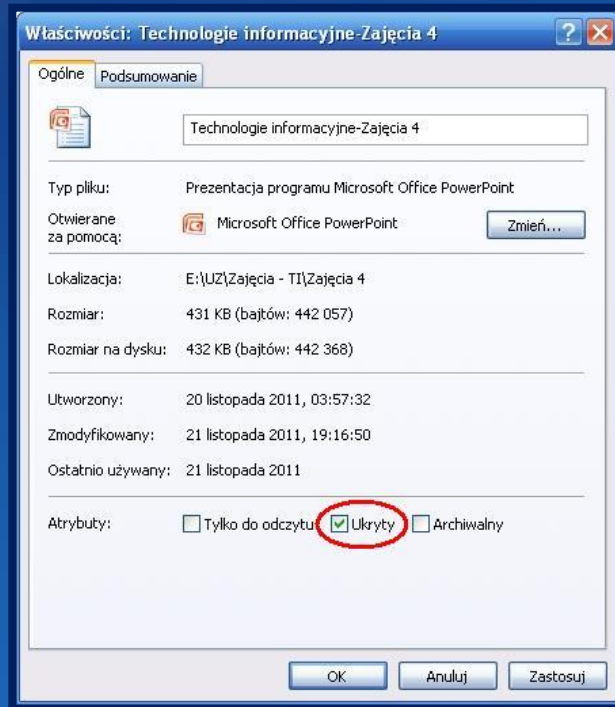 Właściwości: Technologie informacyjne-Zajęcia 4
Ogólne Podsumowanie
Technologie informacyjne-Zajęcia 4
Typ pliku: Prezentacja programu Microsoft Office PowerPoint
Otwierane za pomocą: Microsoft Office PowerPoint Zmień...
Lokalizacja: E:\UZ\Zajęcia - TI\Zajęcia 4
Rozmiar: 431 KB (bajtów: 442 057)
Rozmiar na dysku: 432 KB (bajtów: 442 368)
Utworzony: 20 listopada 2011, 03:57:32
Zmodyfikowany: 21 listopada 2011, 19:16:50
Ostatnio używany: 21 listopada 2011
Atrybuty: Tylko do odczytu Ukryty Archiwalny
OK Anuluj Zastosuj